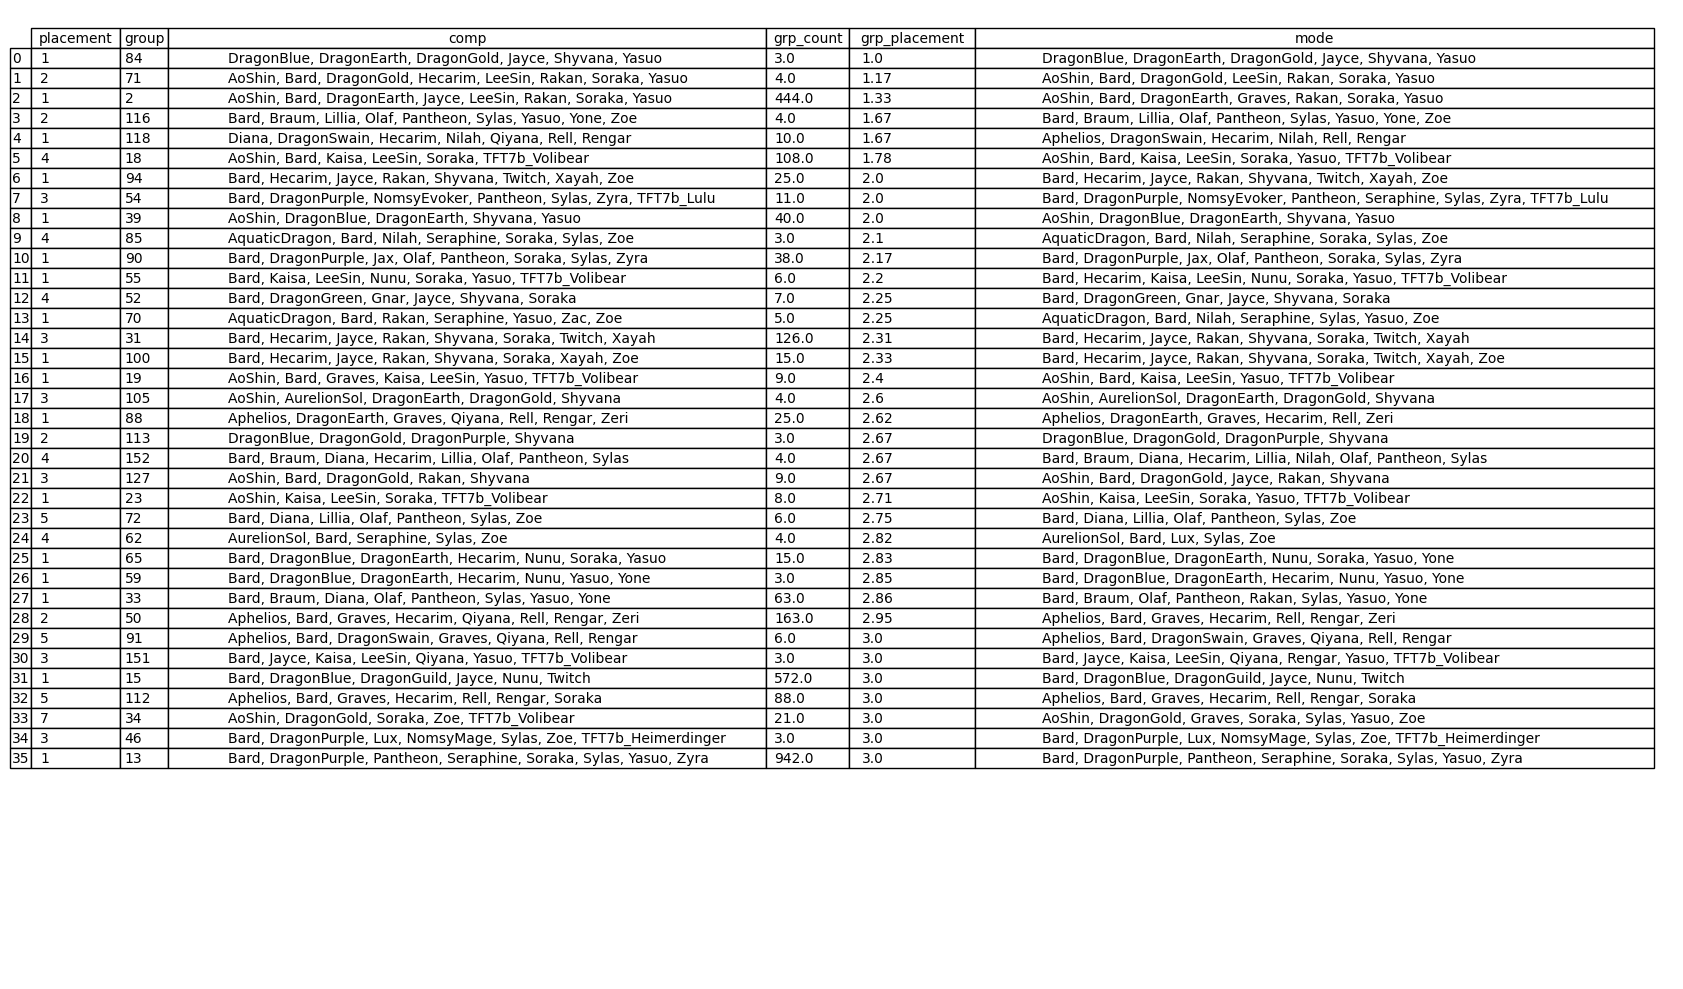 placement group comp grp_count grp_placement mode
0 1 84 DragonBlue, DragonEarth, DragonGold, Jayce, Shyvana, Yasuo 3.0 1.0 DragonBlue, DragonEarth, DragonGold, Jayce, Shyvana, Yasuo
1 2 71 AoShin, Bard, DragonGold, Hecarim, LeeSin, Rakan, Soraka, Yasuo 4.0 1.17 AoShin, Bard, DragonGold, LeeSin, Rakan, Soraka, Yasuo
2 1 2 AoShin, Bard, DragonEarth, Jayce, LeeSin, Rakan, Soraka, Yasuo 444.0 1.33 AoShin, Bard, DragonEarth, Graves, Rakan, Soraka, Yasuo
3 2 116 Bard, Braum, Lillia, Olaf, Pantheon, Sylas, Yasuo, Yone, Zoe 4.0 1.67 Bard, Braum, Lillia, Olaf, Pantheon, Sylas, Yasuo, Yone, Zoe
4 1 118 Diana, DragonSwain, Hecarim, Nilah, Qiyana, Rell, Rengar 10.0 1.67 Aphelios, DragonSwain, Hecarim, Nilah, Rell, Rengar
5 4 18 AoShin, Bard, Kaisa, LeeSin, Soraka, TFT7b_Volibear 108.0 1.78 AoShin, Bard, Kaisa, LeeSin, Soraka, Yasuo, TFT7b_Volibear
6 1 94 Bard, Hecarim, Jayce, Rakan, Shyvana, Twitch, Xayah, Zoe 25.0 2.0 Bard, Hecarim, Jayce, Rakan, Shyvana, Twitch, Xayah, Zoe
7 3 54 Bard, DragonPurple, NomsyEvoker, Pantheon, Sylas, Zyra, TFT7b_Lulu 11.0 2.0 Bard, DragonPurple, NomsyEvoker, Pantheon, Seraphine, Sylas, Zyra, TFT7b_Lulu
8 1 39 AoShin, DragonBlue, DragonEarth, Shyvana, Yasuo 40.0 2.0 AoShin, DragonBlue, DragonEarth, Shyvana, Yasuo
9 4 85 AquaticDragon, Bard, Nilah, Seraphine, Soraka, Sylas, Zoe 3.0 2.1 AquaticDragon, Bard, Nilah, Seraphine, Soraka, Sylas, Zoe
10 1 90 Bard, DragonPurple, Jax, Olaf, Pantheon, Soraka, Sylas, Zyra 38.0 2.17 Bard, DragonPurple, Jax, Olaf, Pantheon, Soraka, Sylas, Zyra
11 1 55 Bard, Kaisa, LeeSin, Nunu, Soraka, Yasuo, TFT7b_Volibear 6.0 2.2 Bard, Hecarim, Kaisa, LeeSin, Nunu, Soraka, Yasuo, TFT7b_Volibear
12 4 52 Bard, DragonGreen, Gnar, Jayce, Shyvana, Soraka 7.0 2.25 Bard, DragonGreen, Gnar, Jayce, Shyvana, Soraka
13 1 70 AquaticDragon, Bard, Rakan, Seraphine, Yasuo, Zac, Zoe 5.0 2.25 AquaticDragon, Bard, Nilah, Seraphine, Sylas, Yasuo, Zoe
14 3 31 Bard, Hecarim, Jayce, Rakan, Shyvana, Soraka, Twitch, Xayah 126.0 2.31 Bard, Hecarim, Jayce, Rakan, Shyvana, Soraka, Twitch, Xayah
15 1 100 Bard, Hecarim, Jayce, Rakan, Shyvana, Soraka, Xayah, Zoe 15.0 2.33 Bard, Hecarim, Jayce, Rakan, Shyvana, Soraka, Twitch, Xayah, Zoe
16 1 19 AoShin, Bard, Graves, Kaisa, LeeSin, Yasuo, TFT7b_Volibear 9.0 2.4 AoShin, Bard, Kaisa, LeeSin, Yasuo, TFT7b_Volibear
17 3 105 AoShin, AurelionSol, DragonEarth, DragonGold, Shyvana 4.0 2.6 AoShin, AurelionSol, DragonEarth, DragonGold, Shyvana
18 1 88 Aphelios, DragonEarth, Graves, Qiyana, Rell, Rengar, Zeri 25.0 2.62 Aphelios, DragonEarth, Graves, Hecarim, Rell, Zeri
19 2 113 DragonBlue, DragonGold, DragonPurple, Shyvana 3.0 2.67 DragonBlue, DragonGold, DragonPurple, Shyvana
20 4 152 Bard, Braum, Diana, Hecarim, Lillia, Olaf, Pantheon, Sylas 4.0 2.67 Bard, Braum, Diana, Hecarim, Lillia, Nilah, Olaf, Pantheon, Sylas
21 3 127 AoShin, Bard, DragonGold, Rakan, Shyvana 9.0 2.67 AoShin, Bard, DragonGold, Jayce, Rakan, Shyvana
22 1 23 AoShin, Kaisa, LeeSin, Soraka, TFT7b_Volibear 8.0 2.71 AoShin, Kaisa, LeeSin, Soraka, Yasuo, TFT7b_Volibear
23 5 72 Bard, Diana, Lillia, Olaf, Pantheon, Sylas, Zoe 6.0 2.75 Bard, Diana, Lillia, Olaf, Pantheon, Sylas, Zoe
24 4 62 AurelionSol, Bard, Seraphine, Sylas, Zoe 4.0 2.82 AurelionSol, Bard, Lux, Sylas, Zoe
25 1 65 Bard, DragonBlue, DragonEarth, Hecarim, Nunu, Soraka, Yasuo 15.0 2.83 Bard, DragonBlue, DragonEarth, Nunu, Soraka, Yasuo, Yone
26 1 59 Bard, DragonBlue, DragonEarth, Hecarim, Nunu, Yasuo, Yone 3.0 2.85 Bard, DragonBlue, DragonEarth, Hecarim, Nunu, Yasuo, Yone
27 1 33 Bard, Braum, Diana, Olaf, Pantheon, Sylas, Yasuo, Yone 63.0 2.86 Bard, Braum, Olaf, Pantheon, Rakan, Sylas, Yasuo, Yone
28 2 50 Aphelios, Bard, Graves, Hecarim, Qiyana, Rell, Rengar, Zeri 163.0 2.95 Aphelios, Bard, Graves, Hecarim, Rell, Rengar, Zeri
29 5 91 Aphelios, Bard, DragonSwain, Graves, Qiyana, Rell, Rengar 6.0 3.0 Aphelios, Bard, DragonSwain, Graves, Qiyana, Rell, Rengar
30 3 151 Bard, Jayce, Kaisa, LeeSin, Qiyana, Yasuo, TFT7b_Volibear 3.0 3.0 Bard, Jayce, Kaisa, LeeSin, Qiyana, Rengar, Yasuo, TFT7b_Volibear
31 1 15 Bard, DragonBlue, DragonGuild, Jayce, Nunu, Twitch 572.0 3.0 Bard, DragonBlue, DragonGuild, Jayce, Nunu, Twitch
32 5 112 Aphelios, Bard, Graves, Hecarim, Rell, Rengar, Soraka 88.0 3.0 Aphelios, Bard, Graves, Hecarim, Rell, Rengar, Soraka
33 7 34 AoShin, DragonGold, Soraka, Zoe, TFT7b_Volibear 21.0 3.0 AoShin, DragonGold, Graves, Soraka, Sylas, Yasuo, Zoe
34 3 46 Bard, DragonPurple, Lux, NomsyMage, Sylas, Zoe, TFT7b_Heimerdinger 3.0 3.0 Bard, DragonPurple, Lux, NomsyMage, Sylas, Zoe, TFT7b_Heimerdinger
35 1 13 Bard, DragonPurple, Pantheon, Seraphine, Soraka, Sylas, Yasuo, Zyra 942.0 3.0 Bard, DragonPurple, Pantheon, Seraphine, Soraka, Sylas, Yasuo, Zyra